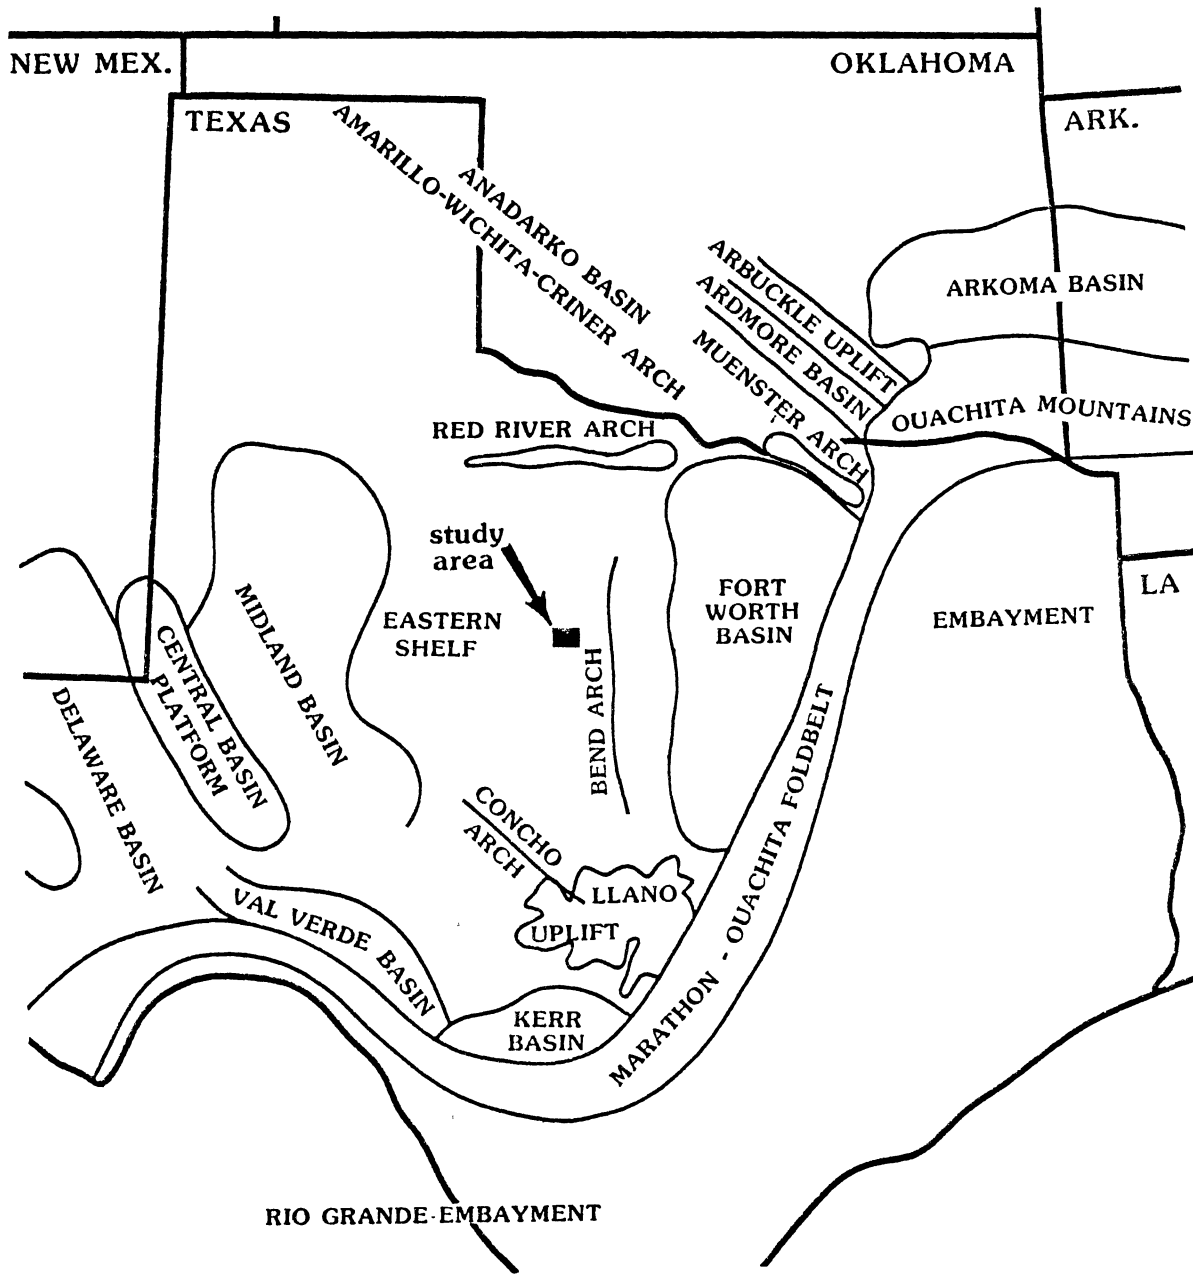 NEW MEX.
OKLAHOMA
TEXAS
ARK.
AMARILLO-WICHITA-CRINER ARCH
ANADARKO BASIN
ARBUCKLE UPLIFT
ARDMORE BASIN
MUENSTER ARCH
ARKOMA BASIN
OUACHITA MOUNTAINS
RED RIVER ARCH
study
area
LA
FORT
WORTH
BASIN
EMBAYMENT
EASTERN
SHELF
MIDLAND BASIN
CENTRAL BASIN
PLATFORM
DELAWARE BASIN
BEND ARCH
CONCHO
ARCH
LLANO
UPLIFT
VAL VERDE BASIN
KERR
BASIN
MARATHON - OUACHITA FOLDBELT
RIO GRANDE-EMBAYMENT